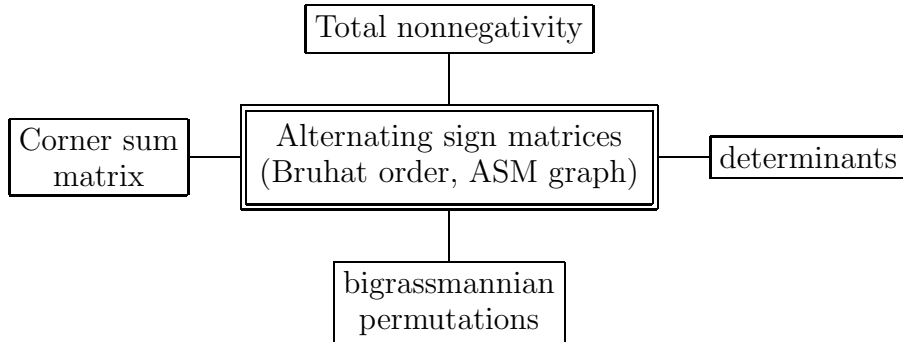 Total nonnegativity
Corner sum
matrix
Alternating sign matrices
(Bruhat order, ASM graph)
determinants
bigrassmannian
permutations